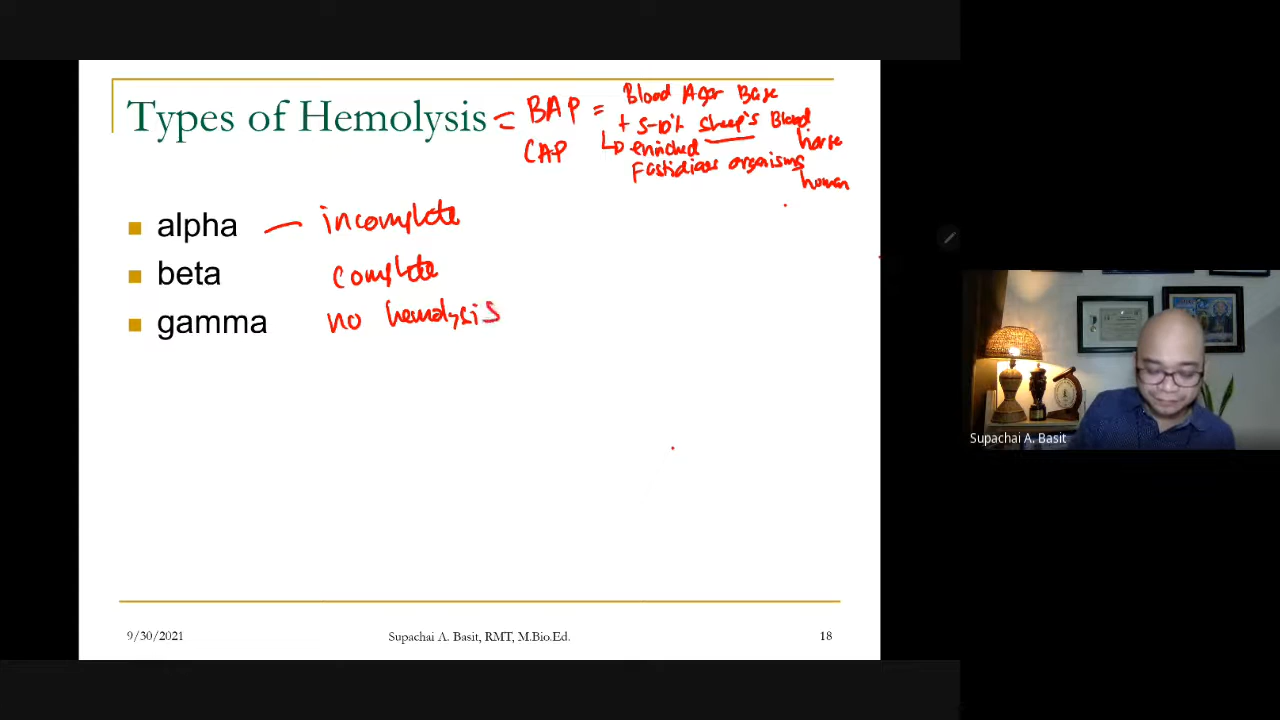 Types of Hemolysis
BAP = Blood Agar Base
+ 5-10% sheep's Blood
horse
CAP
enriched
Fastidious organisms
human
alpha — incomplete
beta complete
gamma no hemolysis
Supachai A. Basit
9/30/2021 Supachai A. Basit, RMT, M.Bio.Ed. 18